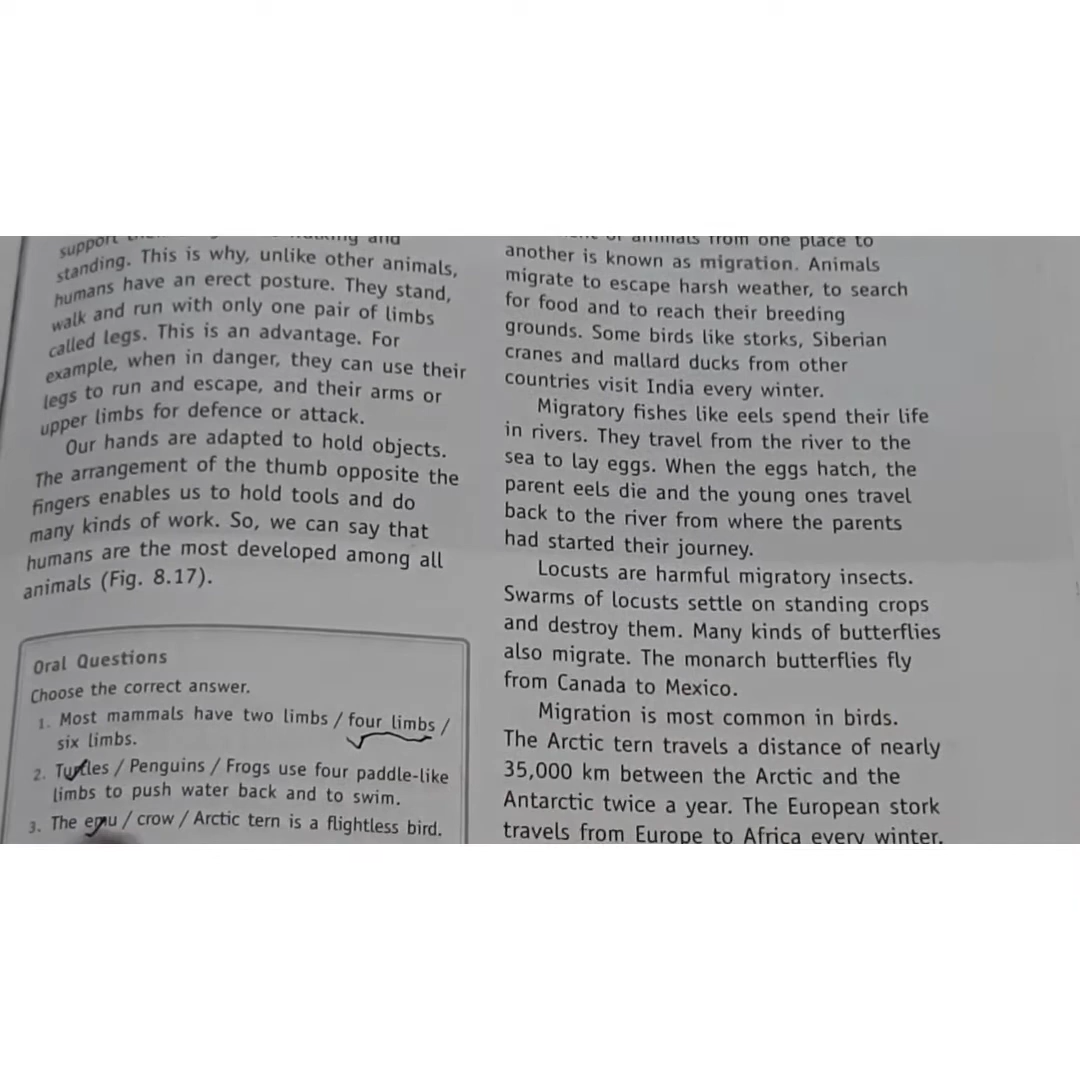 standing. This is why, unlike other animals,
humans have an erect posture. They stand,
walk and run with only one pair of limbs
called legs. This is an advantage. For
example, when in danger, they can use their
legs to run and escape, and their arms or
upper limbs for defence or attack.
Our hands are adapted to hold objects.
The arrangement of the thumb opposite the
fingers enables us to hold tools and do
many kinds of work. So, we can say that
humans are the most developed among all
animals (Fig. 8.17).
Oral Questions
Choose the correct answer.
1. Most mammals have two limbs / four limbs /
six limbs.
2. Turtles / Penguins / Frogs use four paddle-like
limbs to push water back and to swim.
3. The emu / crow / Arctic tern is a flightless bird.
of animals from one place to
another is known as migration. Animals
migrate to escape harsh weather, to search
for food and to reach their breeding
grounds. Some birds like storks, Siberian
cranes and mallard ducks from other
countries visit India every winter.
Migratory fishes like eels spend their life
in rivers. They travel from the river to the
sea to lay eggs. When the eggs hatch, the
parent eels die and the young ones travel
back to the river from where the parents
had started their journey.
Locusts are harmful migratory insects.
Swarms of locusts settle on standing crops
and destroy them. Many kinds of butterflies
also migrate. The monarch butterflies fly
from Canada to Mexico.
Migration is most common in birds.
The Arctic tern travels a distance of nearly
35,000 km between the Arctic and the
Antarctic twice a year. The European stork
travels from Europe to Africa every winter.